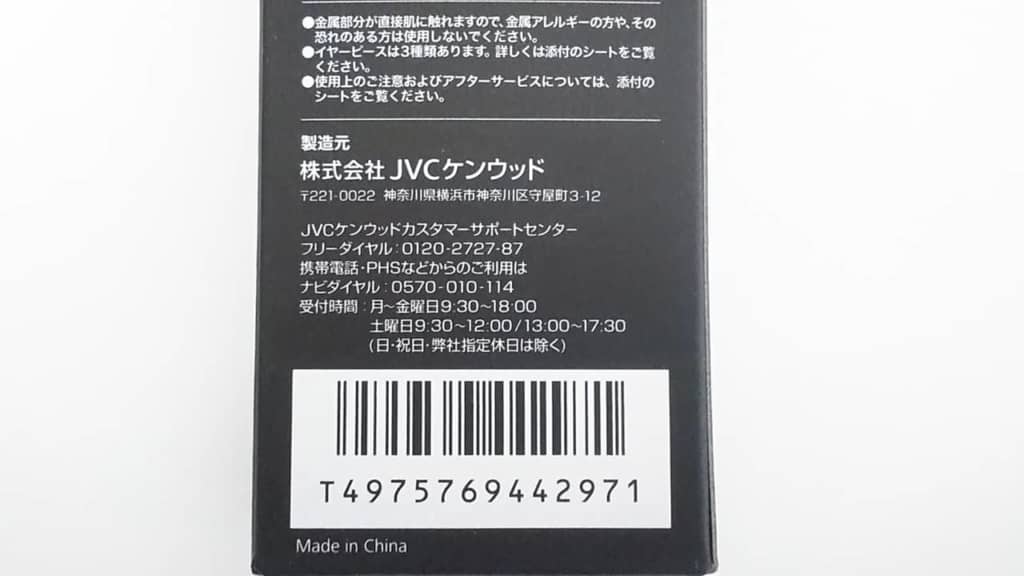 ●金属部分が直接肌に触れますので、金属アレルギーの方や、その
恐れのある方は使用しないでください。
●イヤーピースは3種類あります。詳しくは添付のシートをご覧
ください。
●使用上のご注意およびアフターサービスについては、添付の
シートをご覧ください。
製造元
株式会社 JVCケンウッド
〒221-0022 神奈川県横浜市神奈川区守屋町3-12
JVCケンウッドカスタマーサポートセンター
フリーダイヤル：0120-2727-87
携帯電話・PHSなどからのご利用は
ナビダイヤル：0570-010-114
受付時間：月～金曜日9:30～18:00
土曜日9:30～12:00/13:00～17:30
(日・祝日・弊社指定休日は除く)
T4975769442971
Made in China